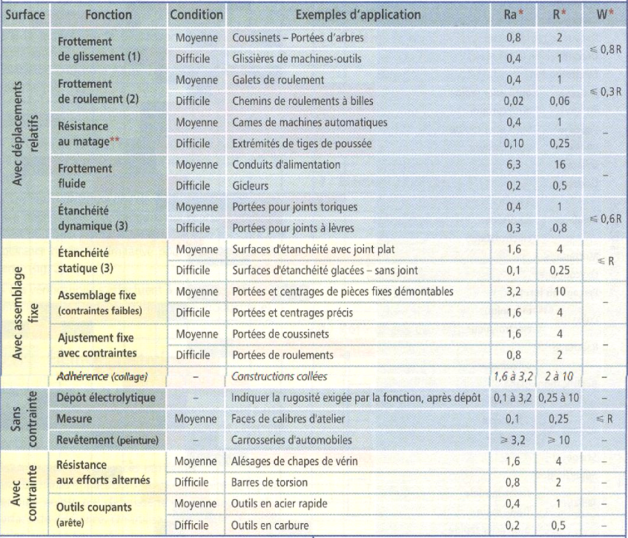 Surface Fonction Condition Exemples d'application Ra* R* W*
Avec déplacements relatifs
Frottement de glissement (1) Moyenne Coussinets – Portées d'arbres 0,8 2 ⩽ 0,8R
Difficile Glissières de machines-outils 0,4 1
Frottement de roulement (2) Moyenne Galets de roulement 0,4 1 ⩽ 0,3R
Difficile Chemins de roulements à billes 0,02 0,06
Résistance au matage** Moyenne Cames de machines automatiques 0,4 1 –
Difficile Extrémités de tiges de poussée 0,10 0,25
Frottement fluide Moyenne Conduits d'alimentation 6,3 16 –
Difficile Gicleurs 0,2 0,5
Étanchéité dynamique (3) Moyenne Portées pour joints toriques 0,4 1 ⩽ 0,6R
Difficile Portées pour joints à lèvres 0,3 0,8
Avec assemblage fixe
Étanchéité statique (3) Moyenne Surfaces d'étanchéité avec joint plat 1,6 4 ⩽ R
Difficile Surfaces d'étanchéité glacées – sans joint 0,1 0,25
Assemblage fixe (contraintes faibles) Moyenne Portées et centrages de pièces fixes démontables 3,2 10 –
Difficile Portées et centrages précis 1,6 4
Ajustement fixe avec contraintes Moyenne Portées de coussinets 1,6 4 –
Difficile Portées de roulements 0,8 2
Adhérence (collage) – Constructions collées 1,6 à 3,2 2 à 10 –
Sans contrainte
Dépôt électrolytique – Indiquer la rugosité exigée par la fonction, après dépôt 0,1 à 3,2 0,25 à 10 –
Mesure Moyenne Faces de calibres d'atelier 0,1 0,25 ⩽ R
Revêtement (peinture) – Carrosseries d'automobiles ⩾ 3,2 ⩾ 10 –
Avec contrainte
Résistance aux efforts alternés Moyenne Alésages de chapes de vérin 1,6 4 –
Difficile Barres de torsion 0,8 2 –
Outils coupants (arête) Moyenne Outils en acier rapide 0,4 1 –
Difficile Outils en carbure 0,2 0,5 –